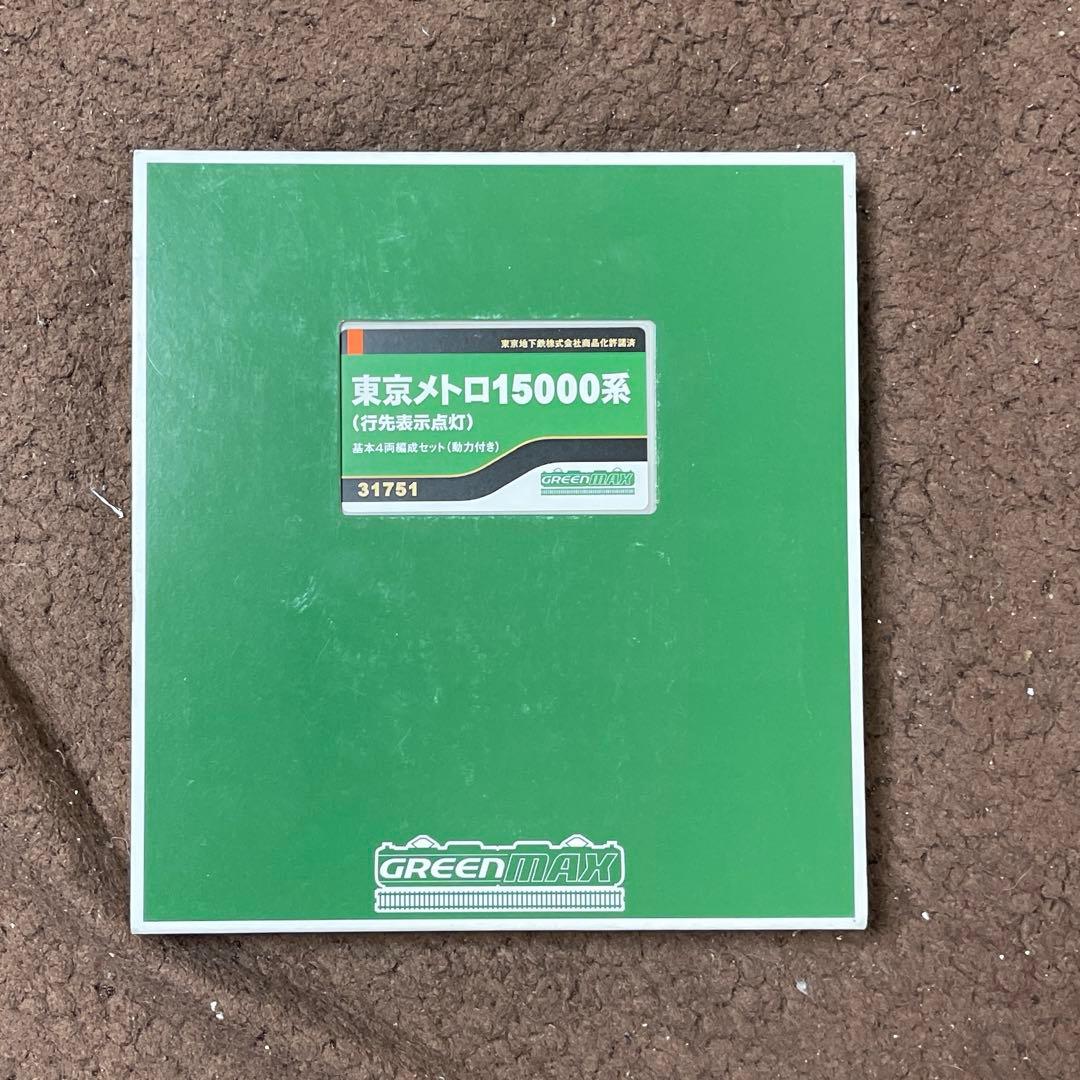 東京地下鉄株式会社商品化許諾済
東京メトロ15000系
(行先表示点灯)
基本4両編成セット(動力付き)
31751
GREENMAX
GREENMAX